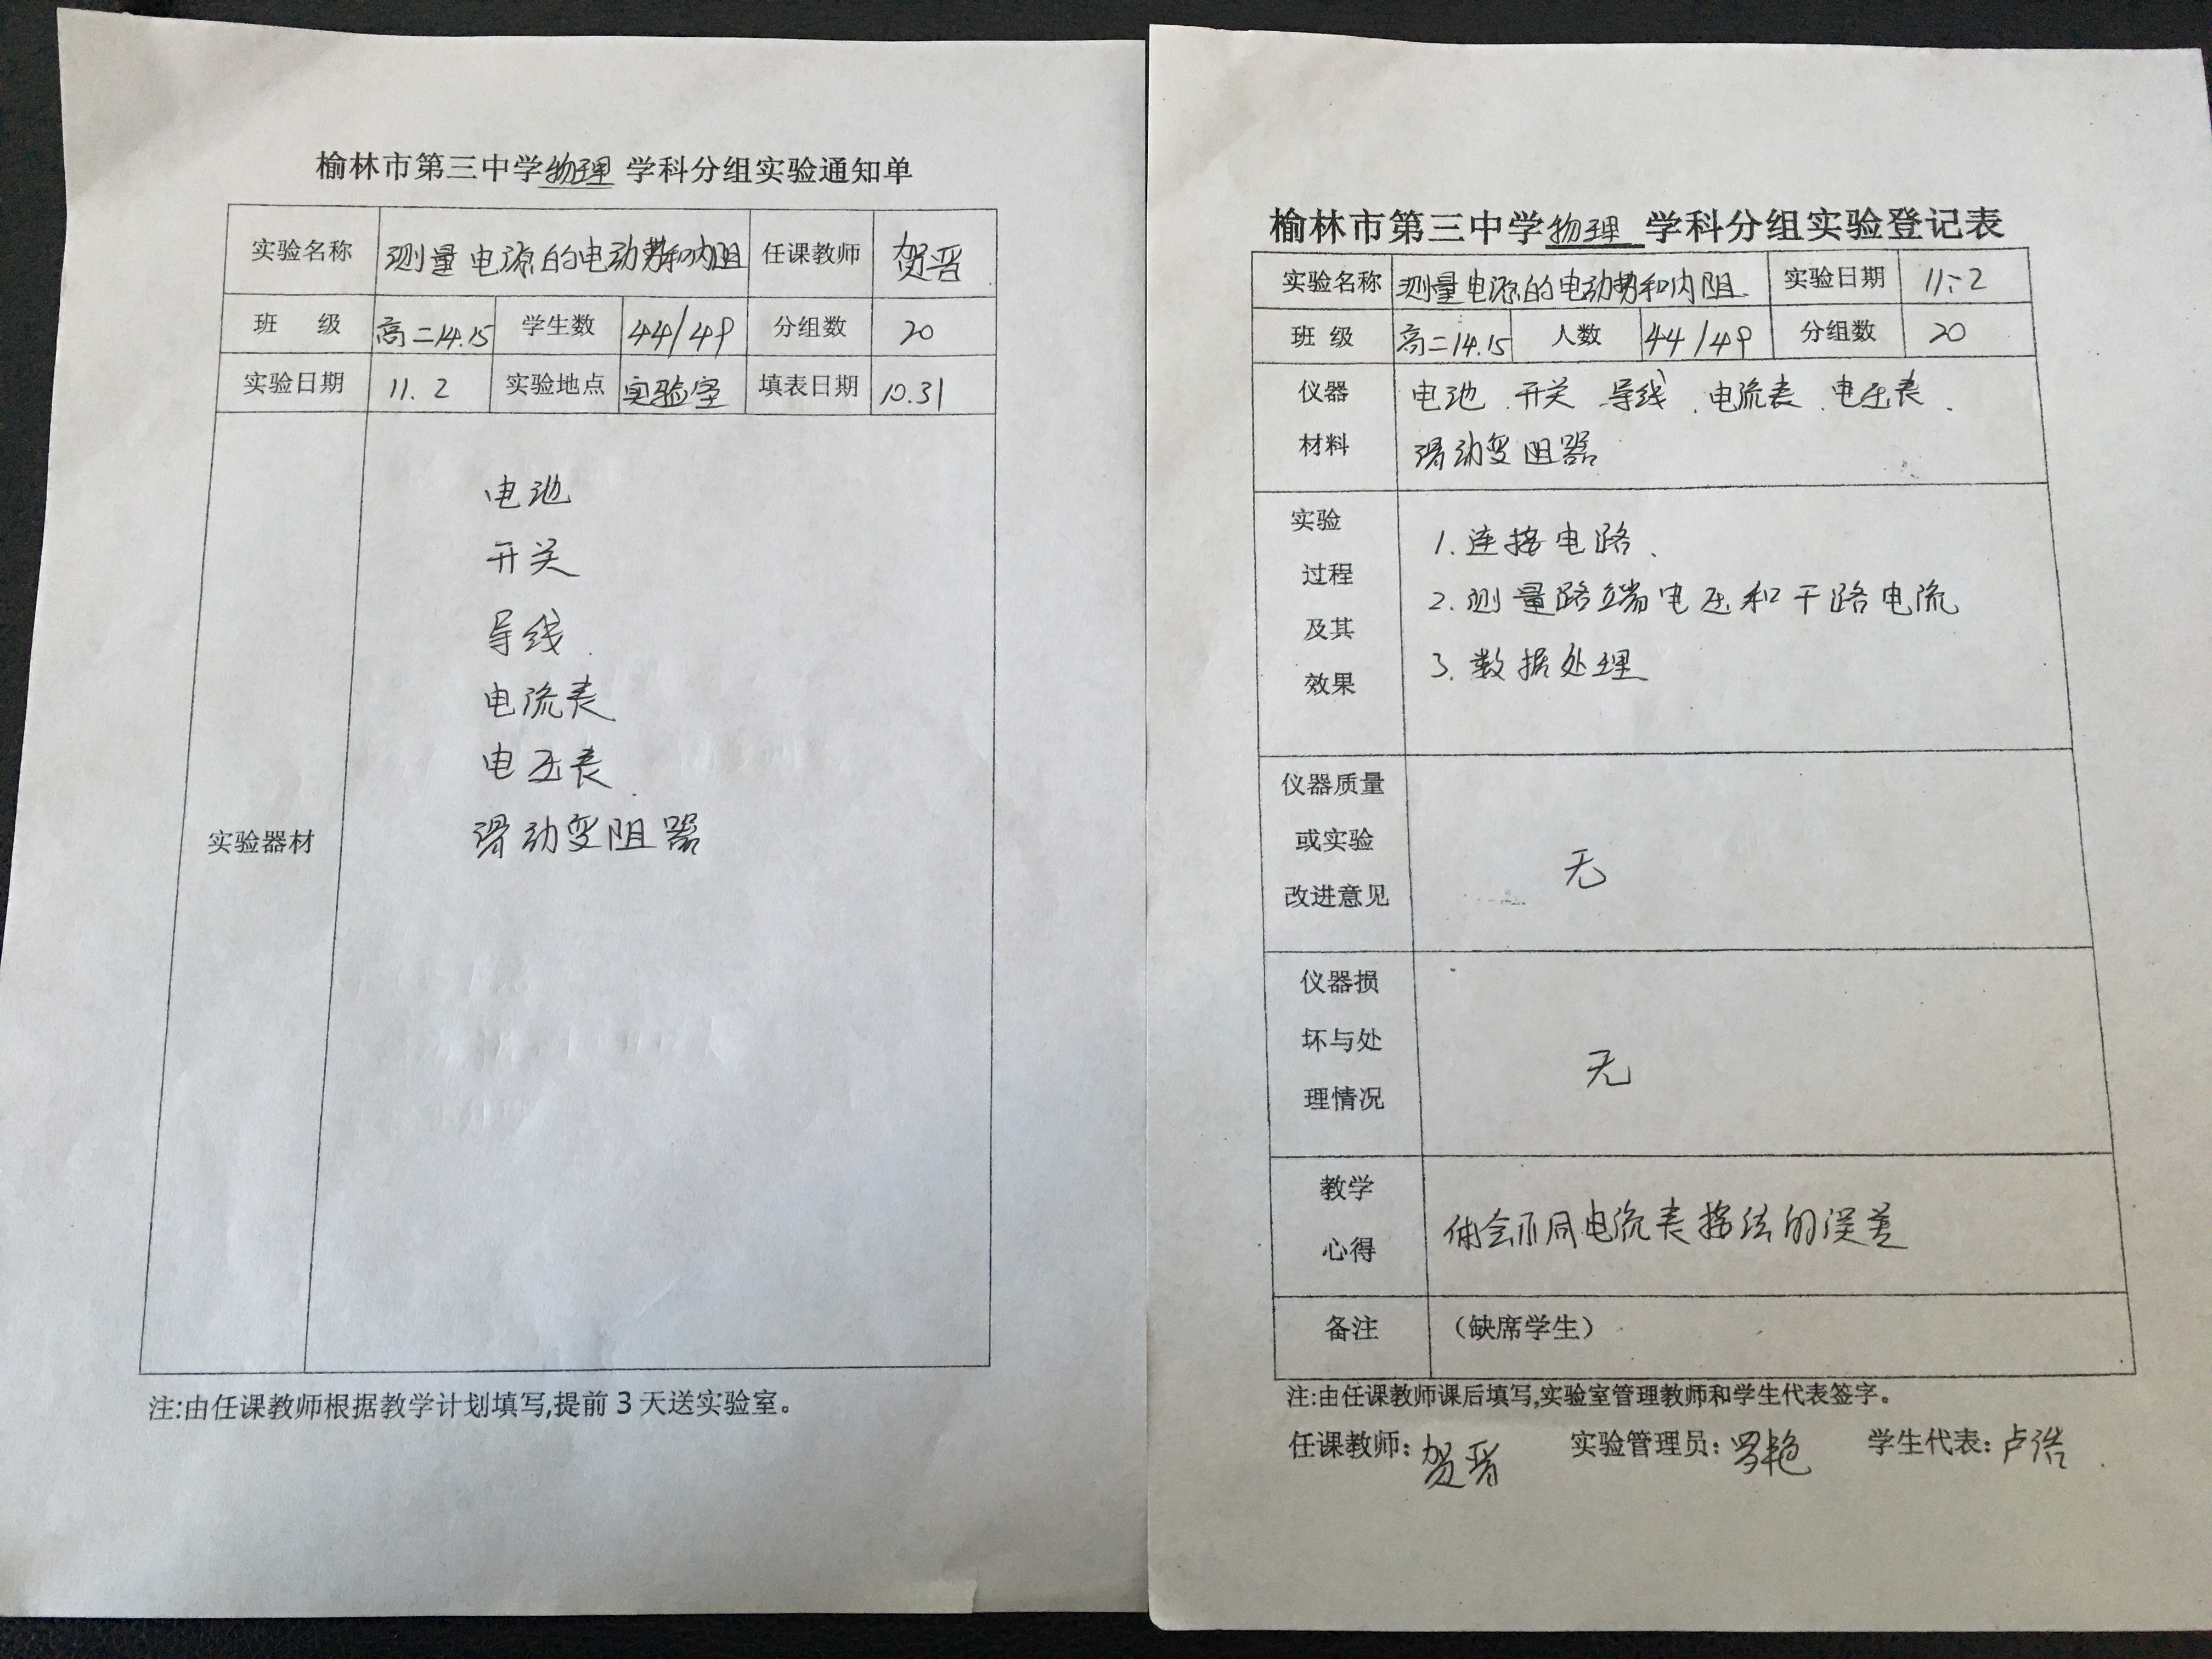 榆林市第三中学物理 学科分组实验通知单
实验名称 测量电源的电动势和内阻 任课教师 贺晋
班 级 高二14.15 学生数 44/49 分组数 20
实验日期 11.2 实验地点 实验室 填表日期 10.31
实验器材
电池
开关
导线
电流表
电压表
滑动变阻器
注:由任课教师根据教学计划填写,提前3天送实验室。
榆林市第三中学物理 学科分组实验登记表
实验名称 测量电源的电动势和内阻 实验日期 11.2
班 级 高二14.15 人数 44/49 分组数 20
仪器材料 电池、开关、导线、电流表、电压表、
滑动变阻器
实验过程及其效果
1.连接电路、
2.测量路端电压和干路电流
3.数据处理
仪器质量或实验改进意见 无
仪器损坏与处理情况 无
教学心得 体会不同电流表接法的误差
备注 (缺席学生)
注:由任课教师课后填写,实验室管理教师和学生代表签字。
任课教师:贺晋 实验管理员:罗艳 学生代表:卢浩